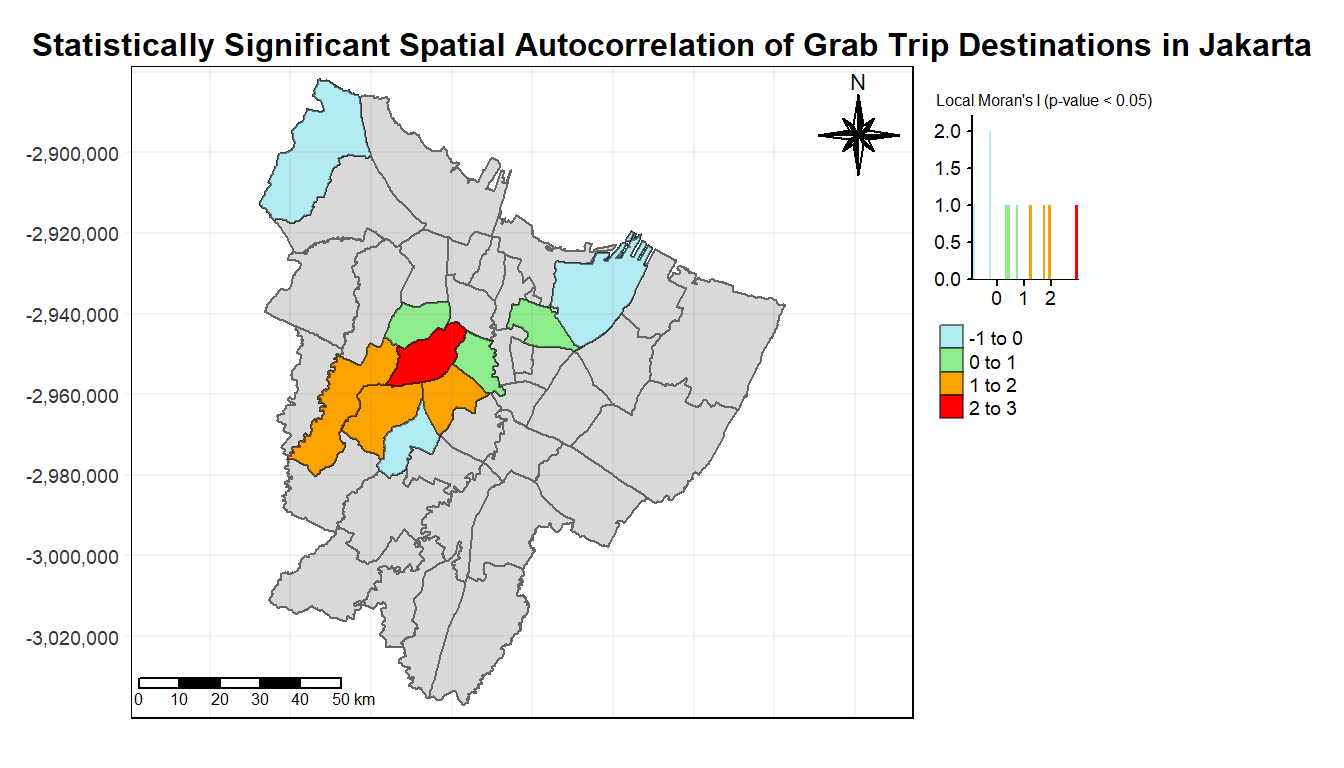 Statistically Significant Spatial Autocorrelation of Grab Trip Destinations in Jakarta
N
Local Moran's I (p-value < 0.05)
2.0
1.5
1.0
0.5
0.0
0 1 2
-1 to 0
0 to 1
1 to 2
2 to 3
-2,900,000
-2,920,000
-2,940,000
-2,960,000
-2,980,000
-3,000,000
-3,020,000
0 10 20 30 40 50 km